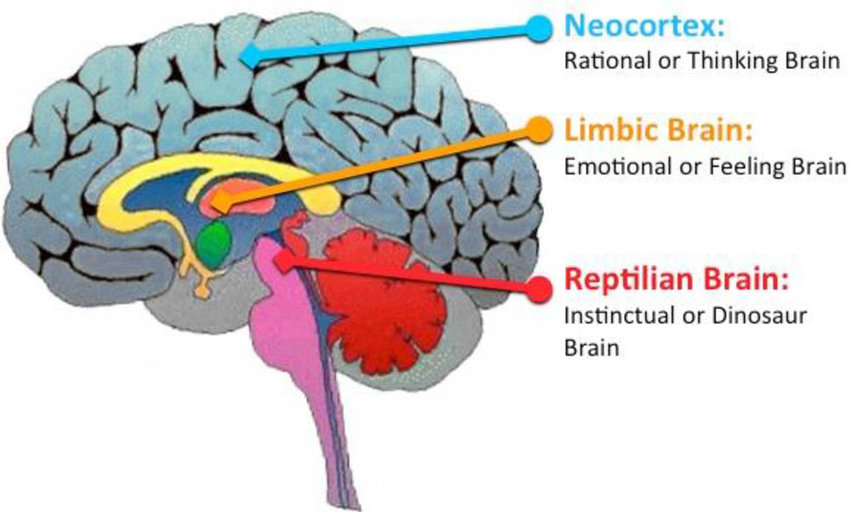 Neocortex:
Rational or Thinking Brain
Limbic Brain:
Emotional or Feeling Brain
Reptilian Brain:
Instinctual or Dinosaur
Brain